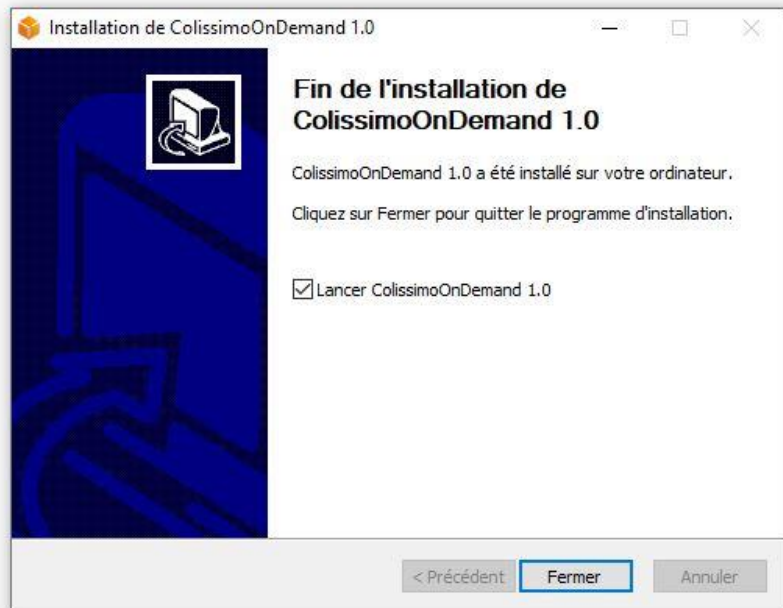 Installation de ColissimoOnDemand 1.0
Fin de l'installation de
ColissimoOnDemand 1.0
ColissimoOnDemand 1.0 a été installé sur votre ordinateur.
Cliquez sur Fermer pour quitter le programme d'installation.
Lancer ColissimoOnDemand 1.0
< Précédent Fermer Annuler